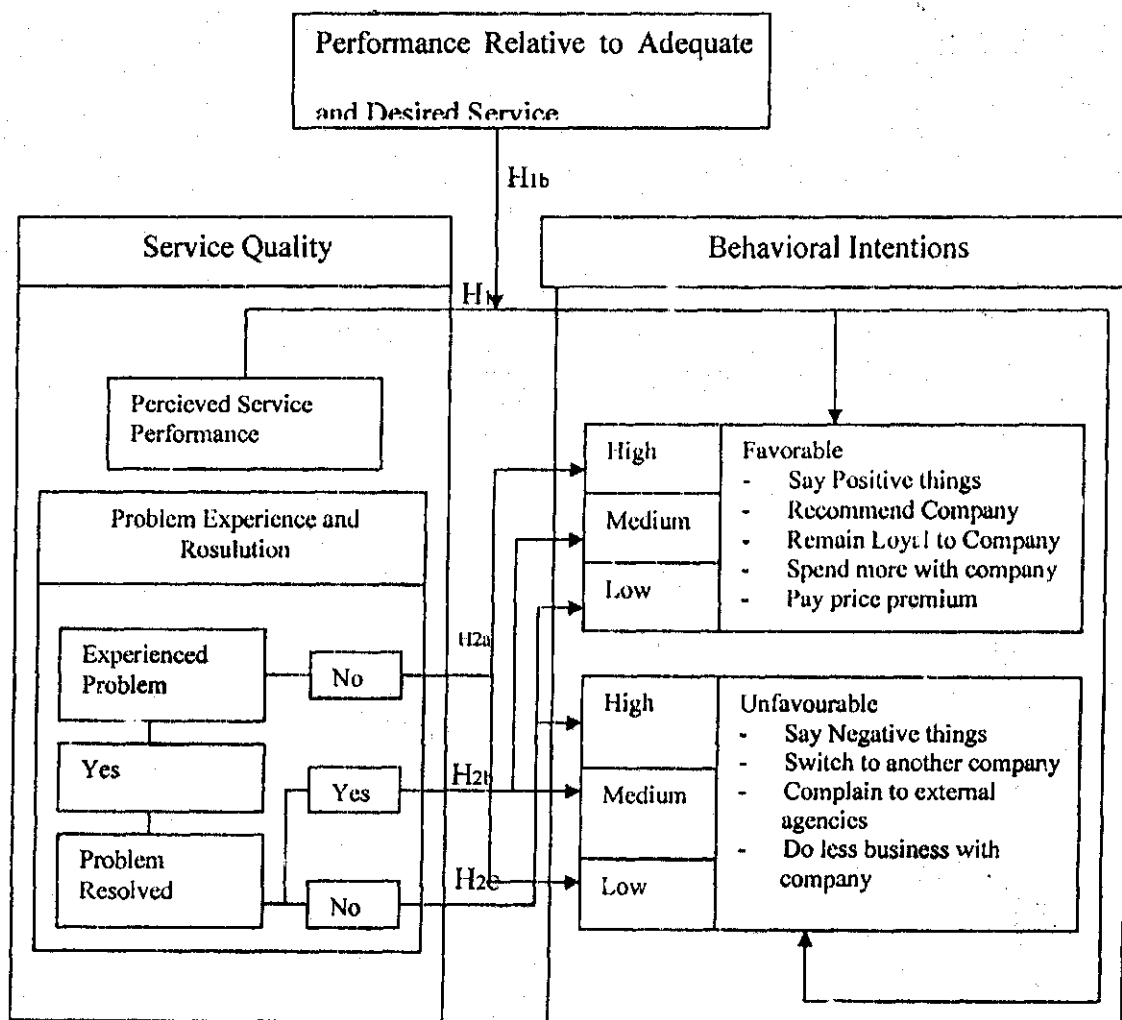 Performance Relative to Adequate
and Desired Service
H1b
Service Quality
Behavioral Intentions
H1
Percieved Service
Performance
Problem Experience and
Rosulution
Experienced
Problem
No
H2a
Yes
Yes
H2b
Problem
Resolved
No
H2c
High
Medium
Low
Favorable
- Say Positive things
- Recommend Company
- Remain Loyal to Company
- Spend more with company
- Pay price premium
High
Medium
Low
Unfavourable
- Say Negative things
- Switch to another company
- Complain to external
agencies
- Do less business with
company